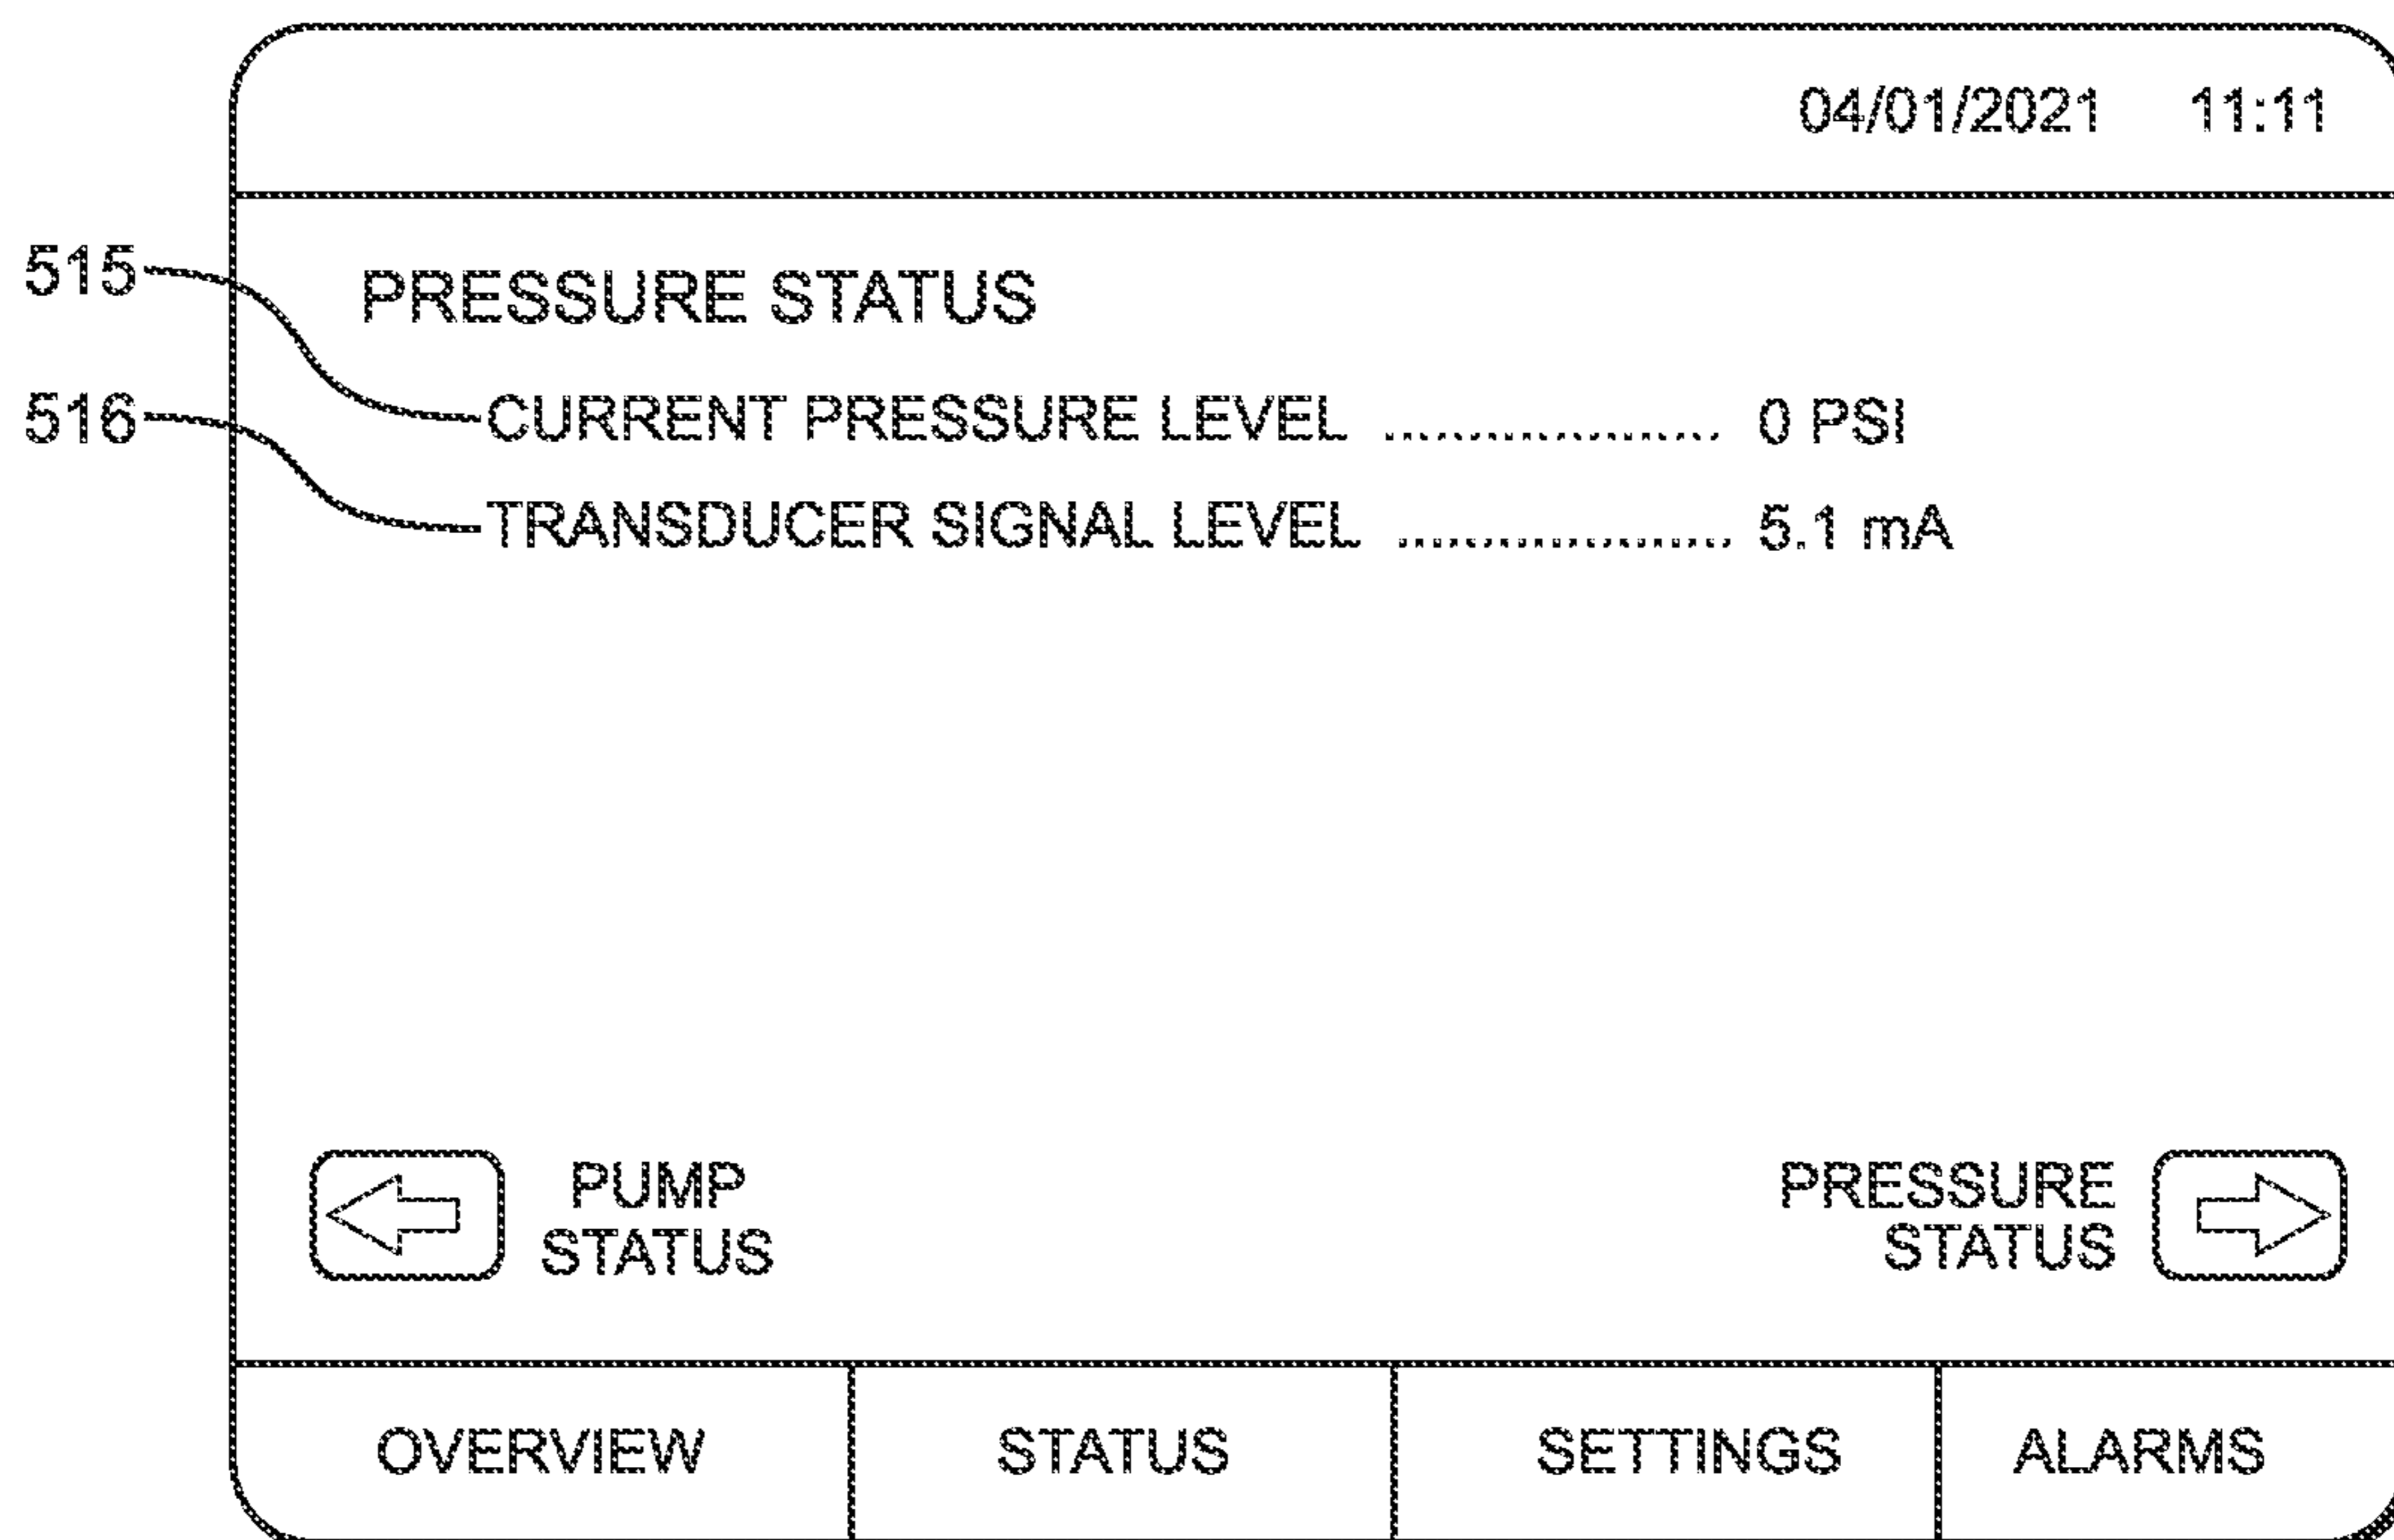 04/01/2021 11:11
515
PRESSURE STATUS
516
CURRENT PRESSURE LEVEL .................... 0 PSI
TRANSDUCER SIGNAL LEVEL .................... 5.1 mA
PUMP
STATUS
PRESSURE
STATUS
OVERVIEW STATUS SETTINGS ALARMS